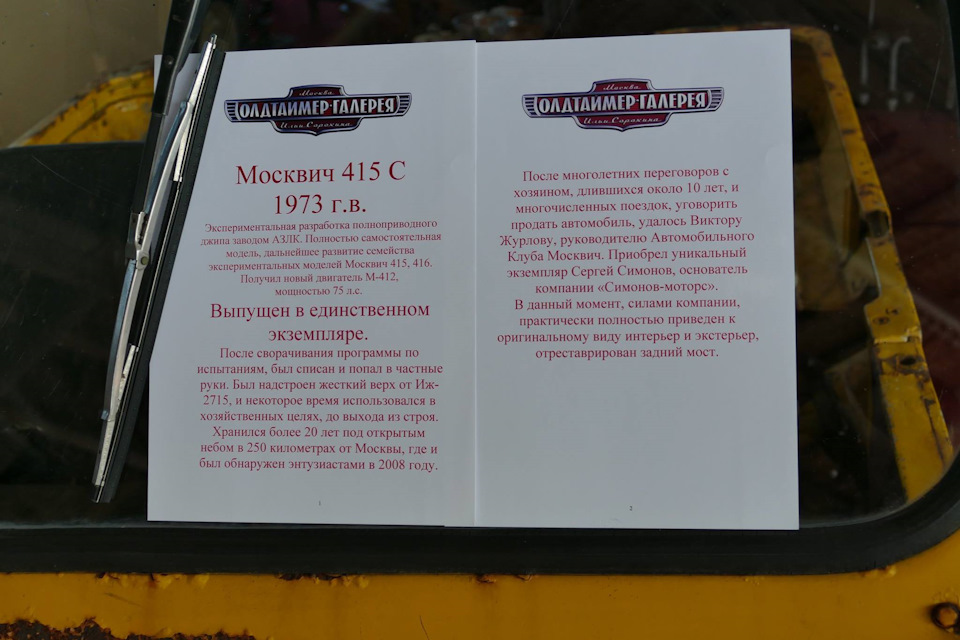 Москва
ОЛДТАЙМЕР-ГАЛЕРЕЯ
Ильи Сорокина
Москвич 415 С
1973 г.в.
Экспериментальная разработка полноприводного
джипа заводом АЗЛК. Полностью самостоятельная
модель, дальнейшее развитие семейства
экспериментальных моделей Москвич 415, 416.
Получил новый двигатель М-412,
мощностью 75 л.с.
Выпущен в единственном
экземпляре.
После сворачивания программы по
испытаниям, был списан и попал в частные
руки. Был надстроен жесткий верх от Иж-
2715, и некоторое время использовался в
хозяйственных целях, до выхода из строя.
Хранился более 20 лет под открытым
небом в 250 километрах от Москвы, где и
был обнаружен энтузиастами в 2008 году.
1
Москва
ОЛДТАЙМЕР-ГАЛЕРЕЯ
Ильи Сорокина
После многолетних переговоров с
хозяином, длившихся около 10 лет, и
многочисленных поездок, уговорить
продать автомобиль, удалось Виктору
Журлову, руководителю Автомобильного
Клуба Москвич. Приобрел уникальный
экземпляр Сергей Симонов, основатель
компании «Симонов-моторс».
В данный момент, силами компании,
практически полностью приведен к
оригинальному виду интерьер и экстерьер,
отреставрирован задний мост.
2